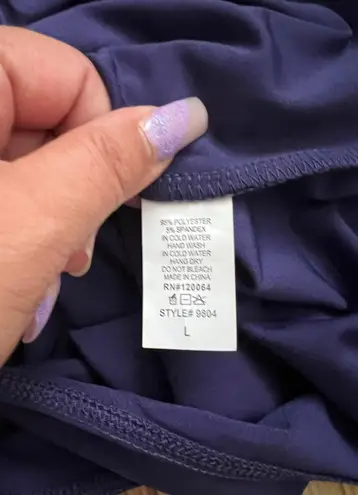 95% POLYESTER
5% SPANDEX
IN COLD WATER
HAND WASH
IN COLD WATER
HANG DRY
DO NOT BLEACH
MADE IN CHINA
RN#120064
STYLE# 9804
L